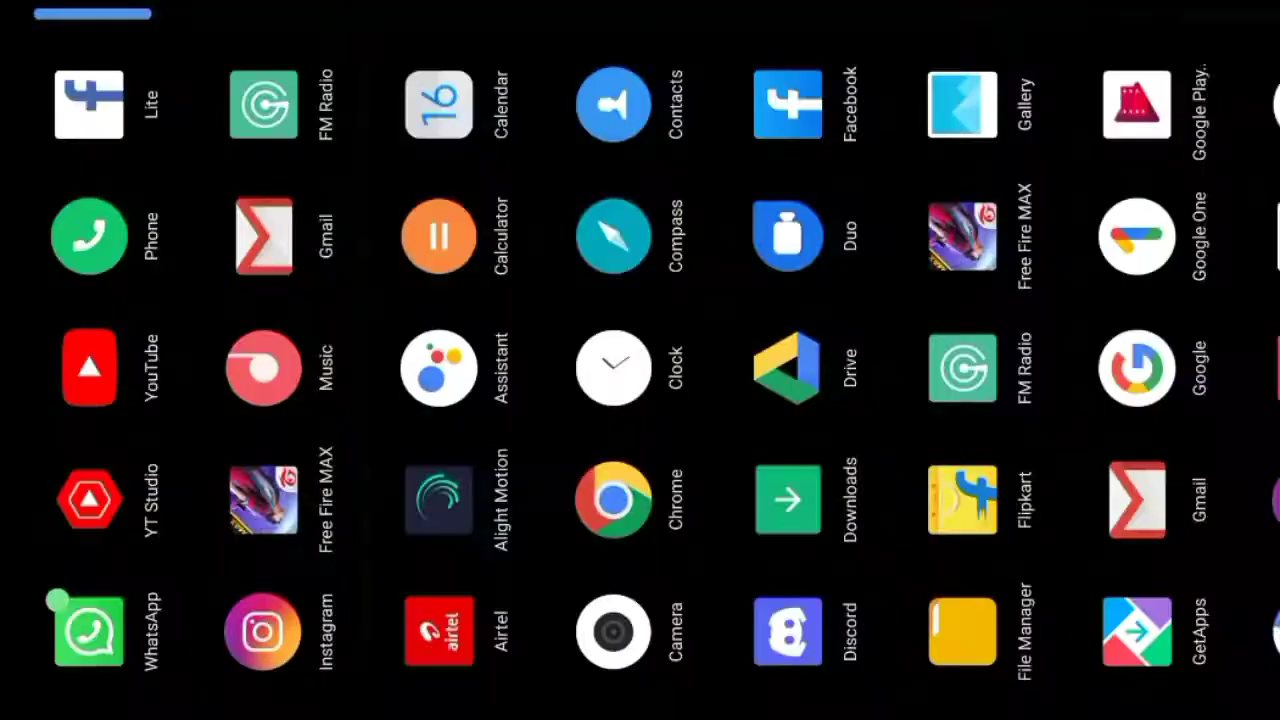 WhatsApp
YT Studio
YouTube
Phone
Lite
Instagram
Free Fire MAX
Music
Gmail
FM Radio
airtel
16
Airtel
Alight Motion
Assistant
Calculator
Calendar
Camera
Chrome
Clock
Compass
Contacts
Discord
Downloads
Drive
Duo
Facebook
File Manager
Flipkart
FM Radio
Free Fire MAX
Gallery
GetApps
Gmail
Google
Google One
Google Play..